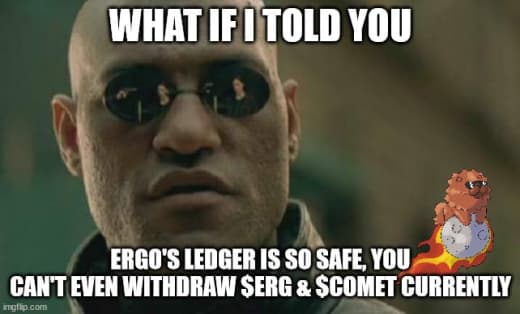 WHAT IF I TOLD YOU
ERGO'S LEDGER IS SO SAFE, YOU
CAN'T EVEN WITHDRAW $ERG & $COMET CURRENTLY
imgflip.com